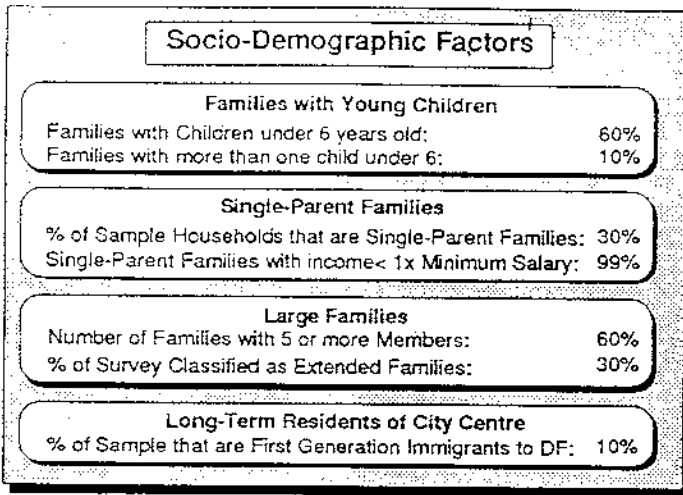 Socio-Demographic Factors
Families with Young Children
Families with Children under 6 years old: 60%
Families with more than one child under 6: 10%
Single-Parent Families
% of Sample Households that are Single-Parent Families: 30%
Single-Parent Families with income< 1x Minimum Salary: 99%
Large Families
Number of Families with 5 or more Members: 60%
% of Survey Classified as Extended Families: 30%
Long-Term Residents of City Centre
% of Sample that are First Generation Immigrants to DF: 10%